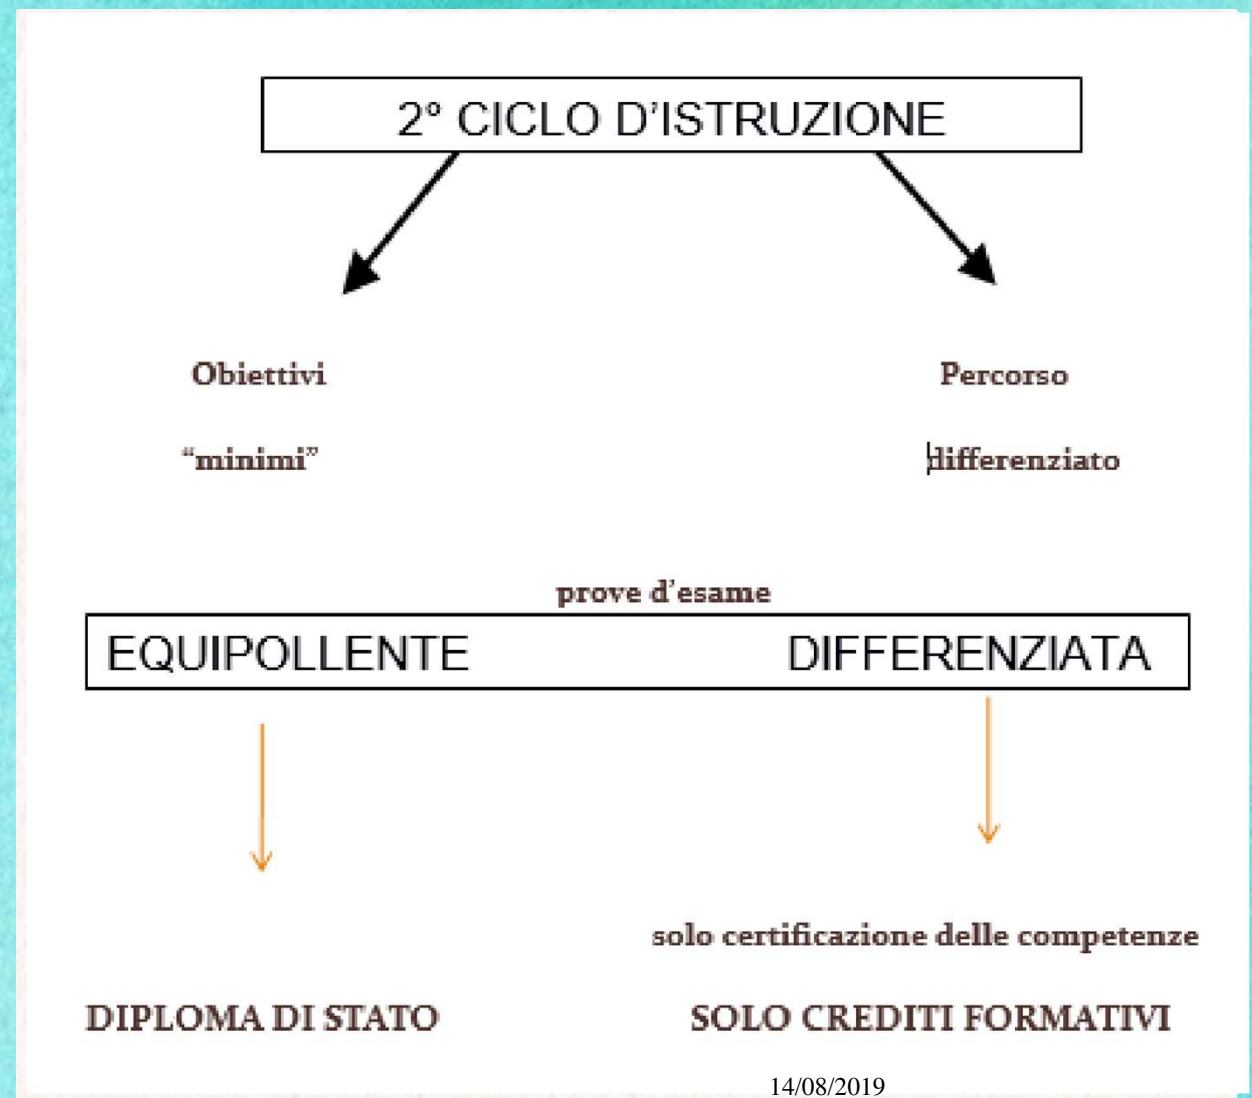 2° CICLO D'ISTRUZIONE
Obiettivi
“minimi”
Percorso
differenziato
prove d'esame
EQUIPOLLENTE DIFFERENZIATA
solo certificazione delle competenze
DIPLOMA DI STATO SOLO CREDITI FORMATIVI
14/08/2019